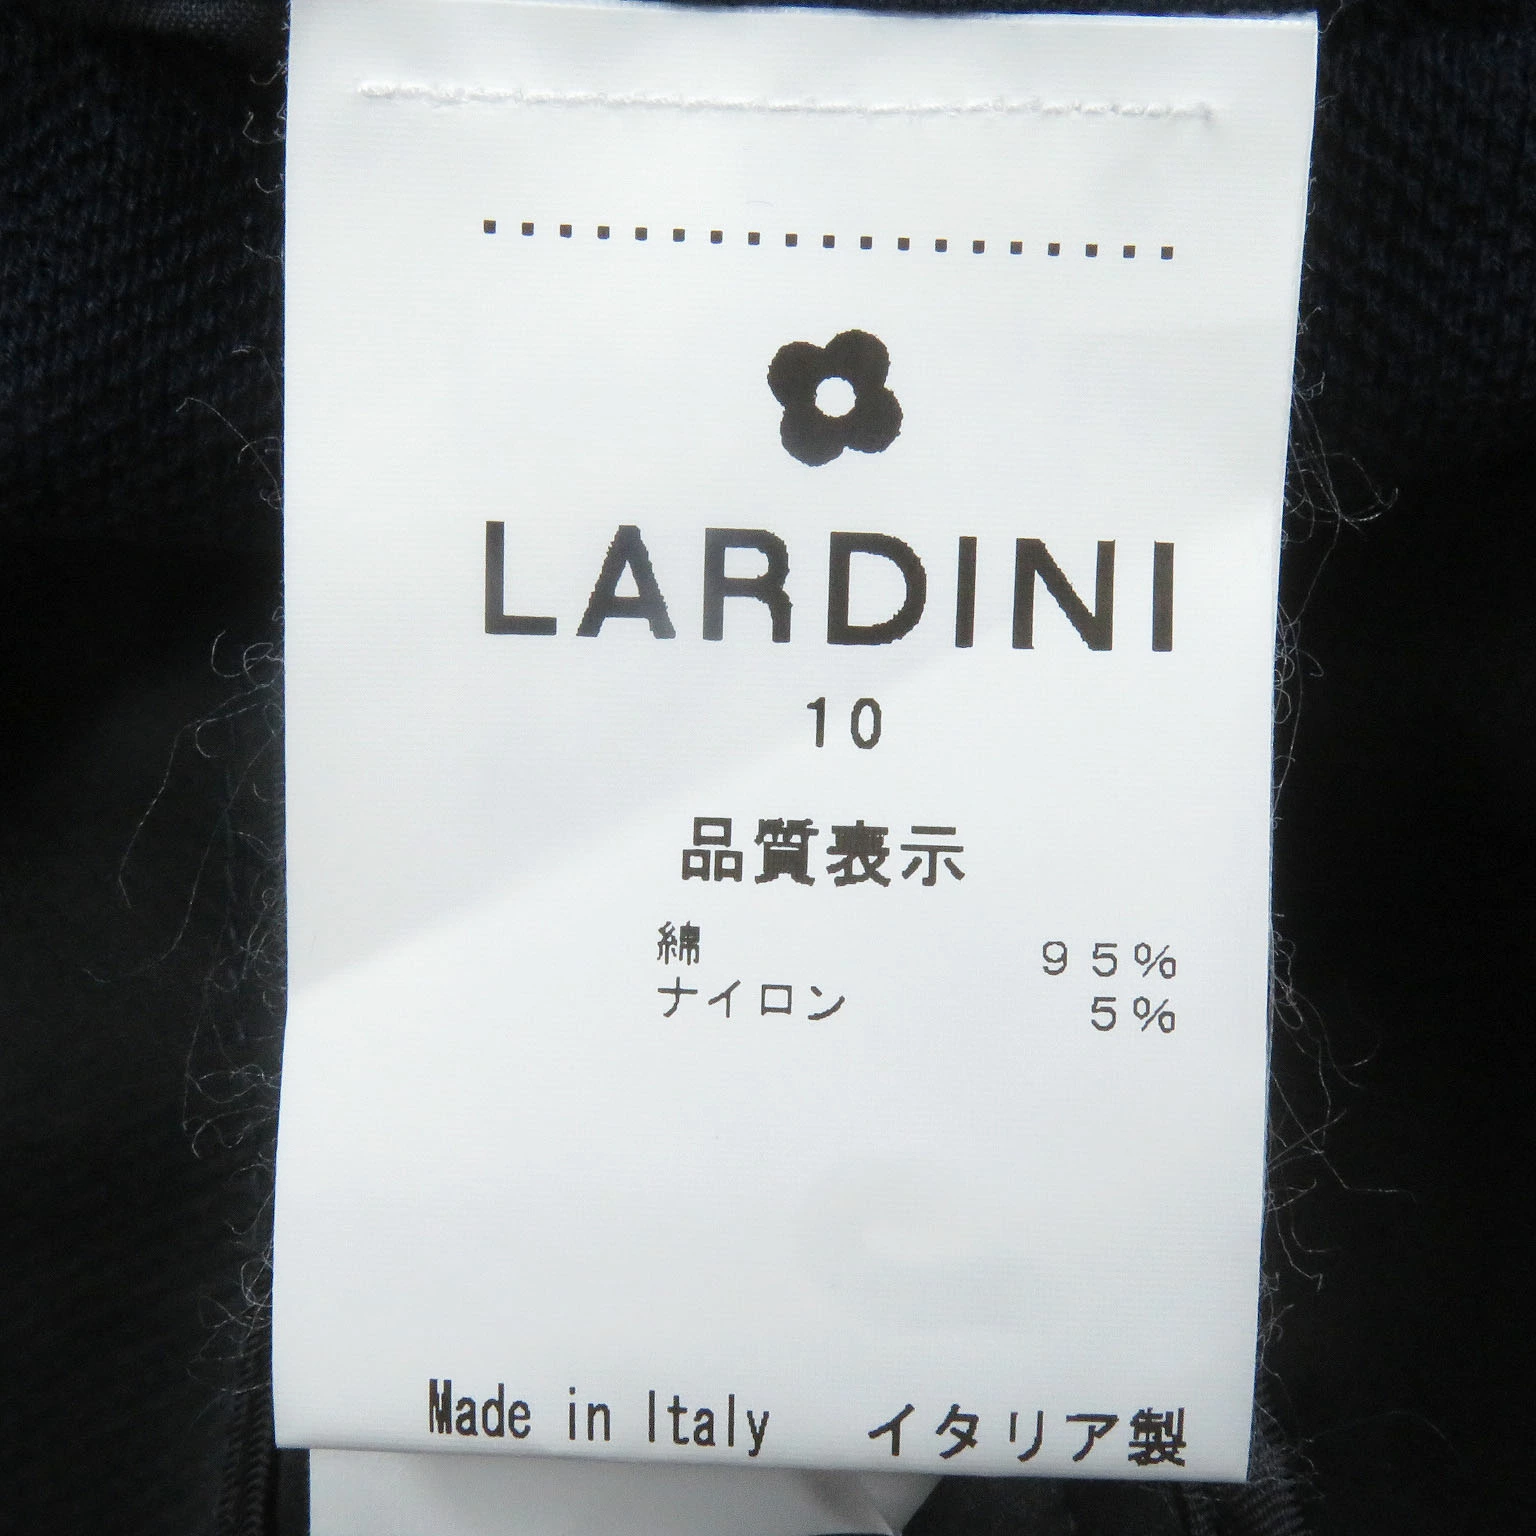 LARDINI
10
品質表示
綿 95%
ナイロン 5%
Made in Italy イタリア製